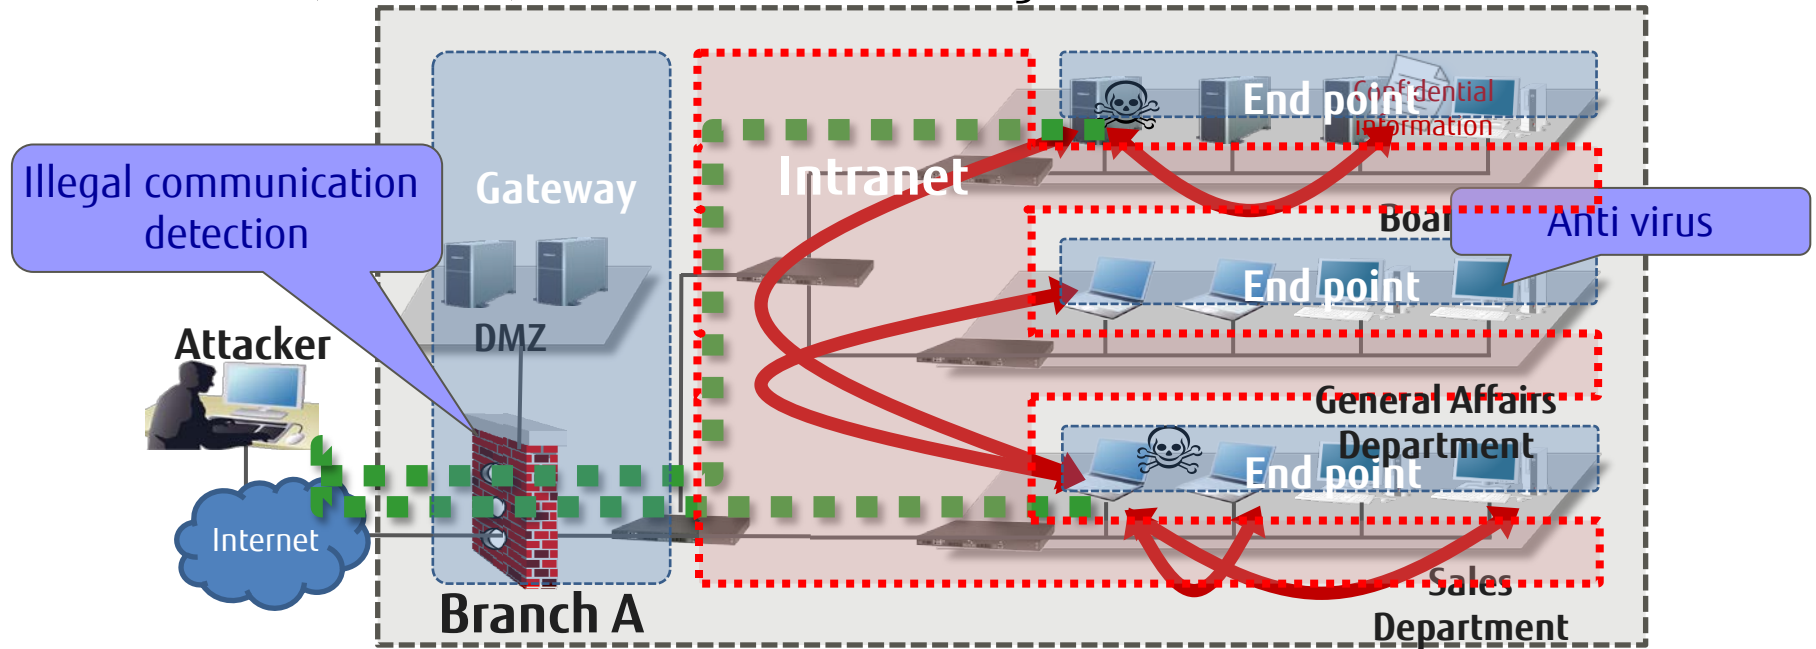 End point
Confidential
information
Illegal communication
detection
Gateway
Intranet
Anti virus
End point
DMZ
Attacker
General Affairs
Department
End point
Internet
Sales
Department
Branch A